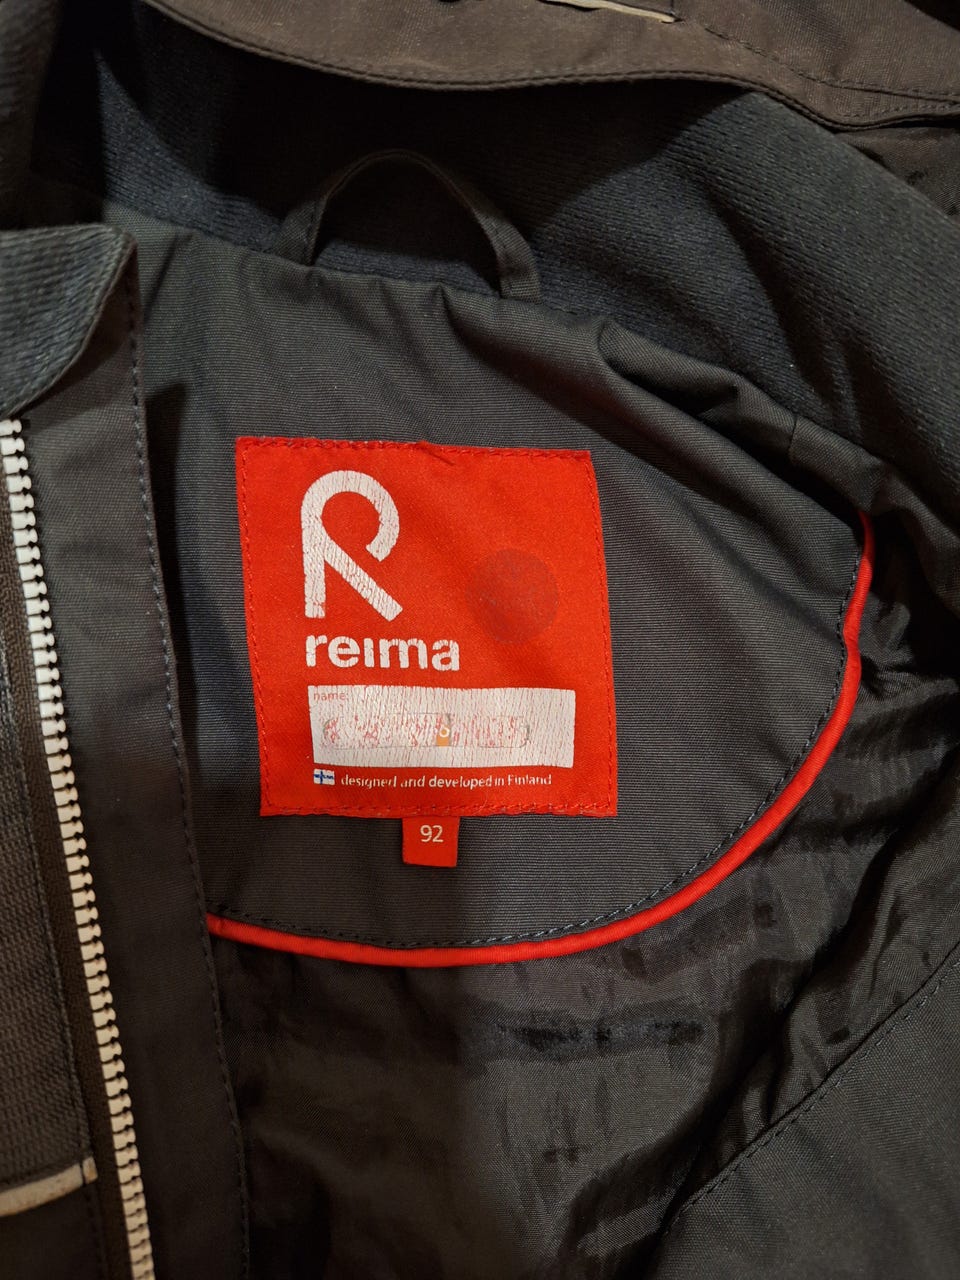 R
reima
name:
designed and developed in Finland
92